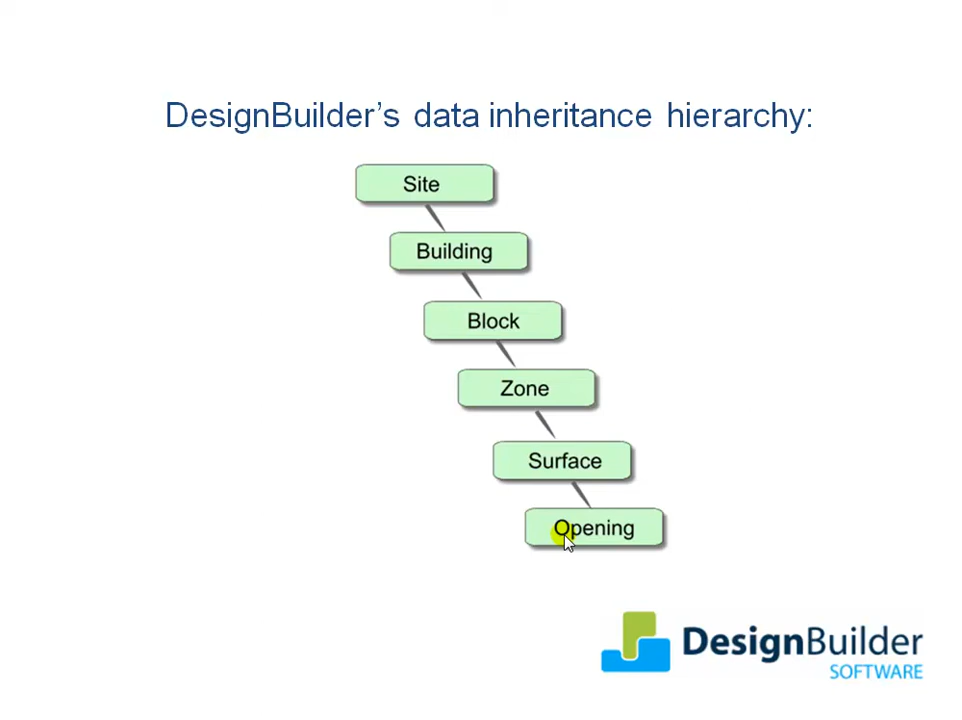 DesignBuilder's data inheritance hierarchy:
Site
Building
Block
Zone
Surface
Opening
DesignBuilder
SOFTWARE